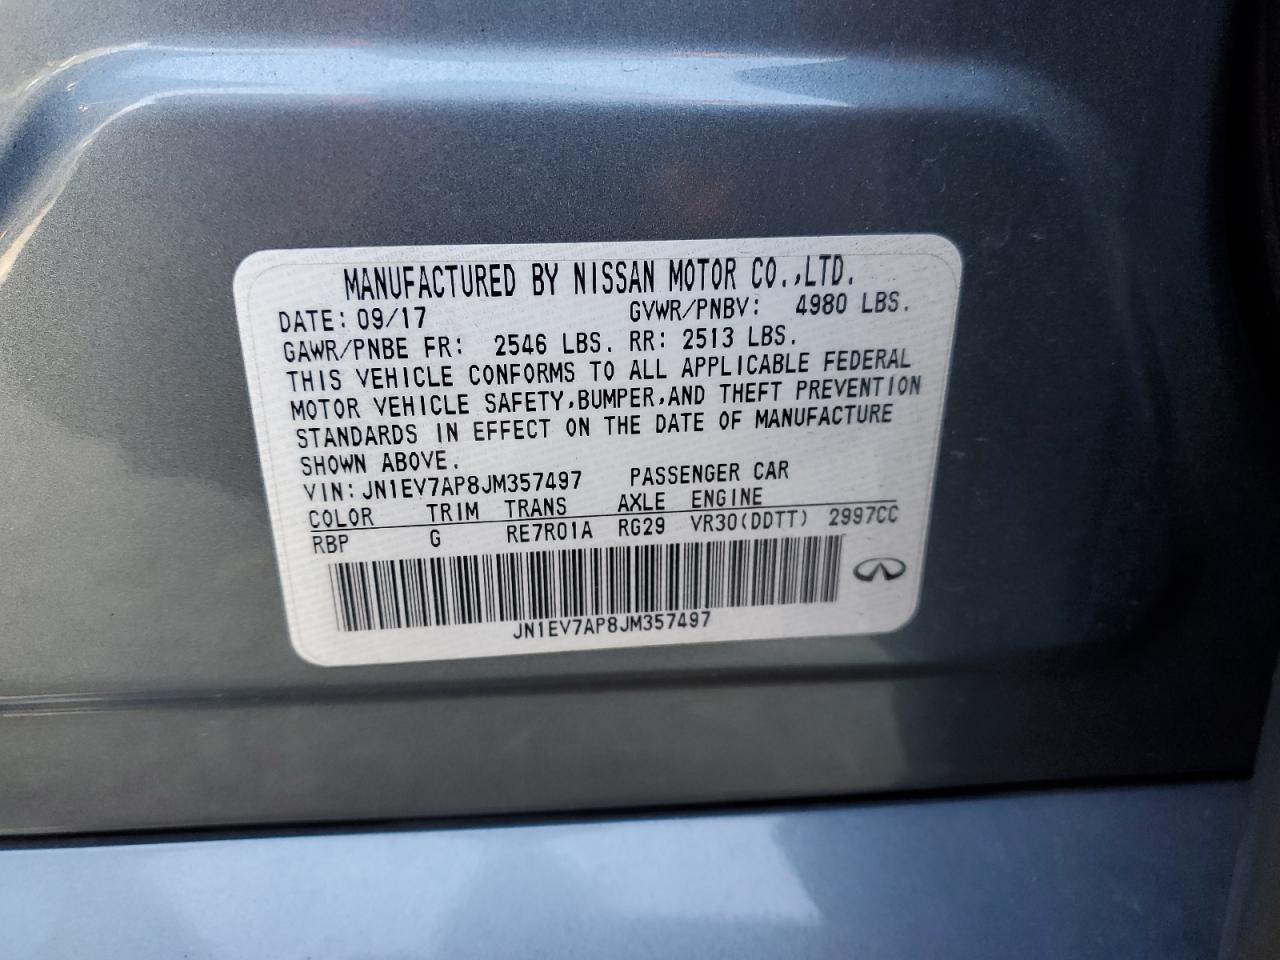 MANUFACTURED BY NISSAN MOTOR CO.,LTD.
DATE: 09/17 GVWR/PNBV: 4980 LBS.
GAWR/PNBE FR: 2546 LBS. RR: 2513 LBS.
THIS VEHICLE CONFORMS TO ALL APPLICABLE FEDERAL
MOTOR VEHICLE SAFETY,BUMPER,AND THEFT PREVENTION
STANDARDS IN EFFECT ON THE DATE OF MANUFACTURE
SHOWN ABOVE.
VIN:JN1EV7AP8JM357497 PASSENGER CAR
COLOR TRIM TRANS AXLE ENGINE
RBP G RE7R01A RG29 VR30(DDTT) 2997CC
JN1EV7AP8JM357497